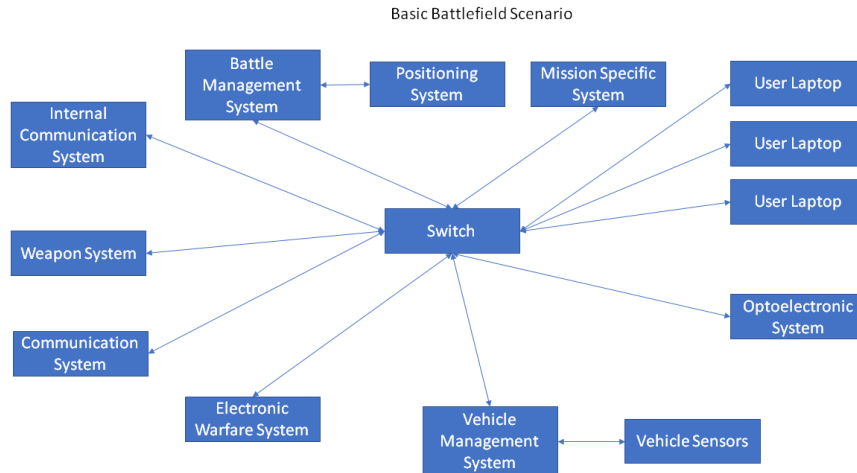 Basic Battlefield Scenario
Battle
Management
System
Positioning
System
Mission Specific
System
User Laptop
Internal
Communication
System
User Laptop
User Laptop
Switch
Weapon System
Optoelectronic
System
Communication
System
Electronic
Warfare System
Vehicle
Management
System
Vehicle Sensors